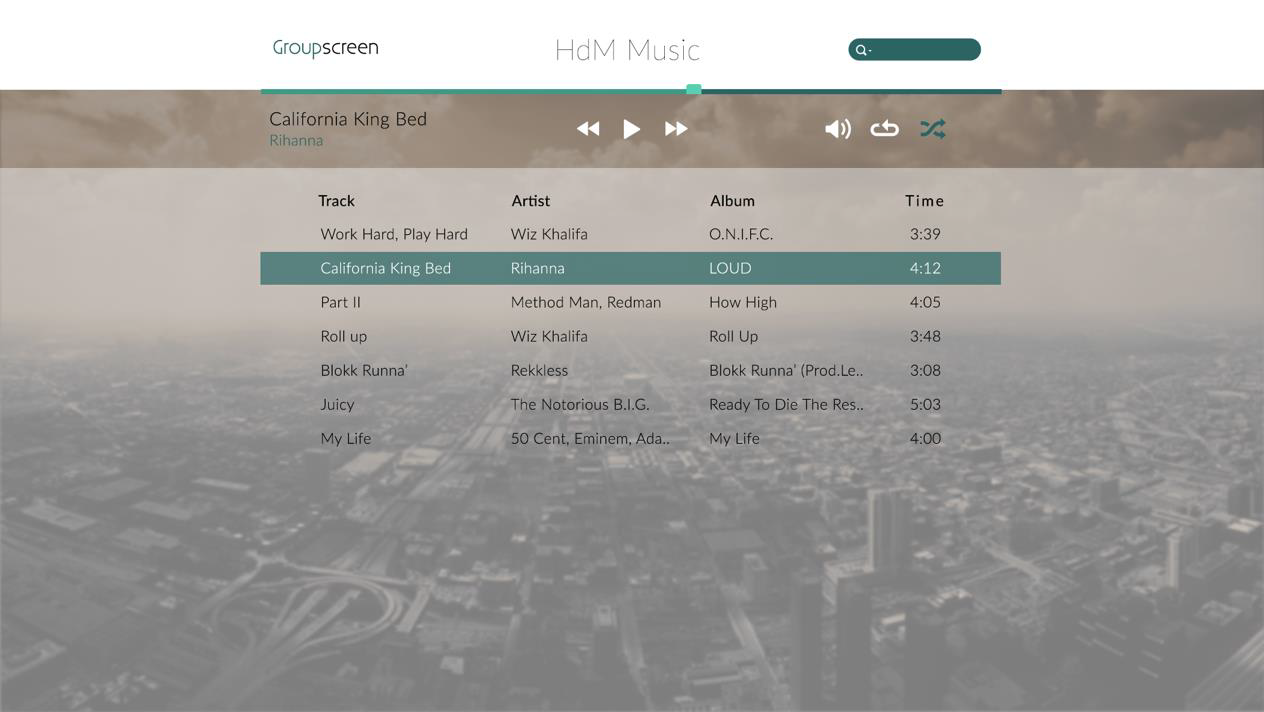 Groupscreen
HdM Music
California King Bed
Rihanna
Track Artist Album Time
Work Hard, Play Hard Wiz Khalifa O.N.I.F.C. 3:39
California King Bed Rihanna LOUD 4:12
Part II Method Man, Redman How High 4:05
Roll up Wiz Khalifa Roll Up 3:48
Blokk Runna' Rekkless Blokk Runna' (Prod.Le.. 3:08
Juicy The Notorious B.I.G. Ready To Die The Res.. 5:03
My Life 50 Cent, Eminem, Ada.. My Life 4:00